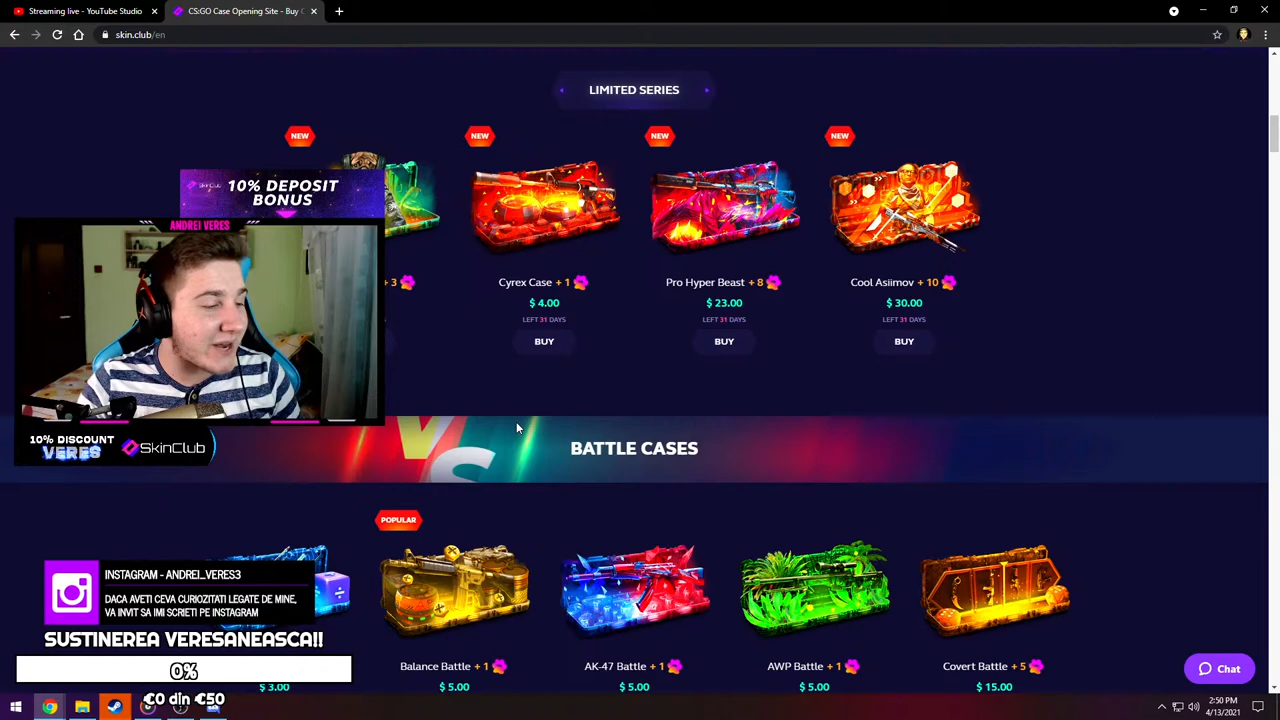 Streaming live - YouTube Studio
CS:GO Case Opening Site - Buy C
skin.club/en
LIMITED SERIES
NEW
NEW
NEW
NEW
10% DEPOSIT
BONUS
ANDREI VERES
+ 3
Cyrex Case + 1
Pro Hyper Beast + 8
Cool Asiimov + 10
$ 4.00
$ 23.00
$ 30.00
LEFT 31 DAYS
LEFT 31 DAYS
LEFT 31 DAYS
BUY
BUY
BUY
10% DISCOUNT
VERES
SKINCLUB
VS
BATTLE CASES
POPULAR
INSTAGRAM - ANDREI_VERES3
DACA AVETI CEVA CURIOZITATI LEGATE DE MINE,
VA INVIT SA IMI SCRIETI PE INSTAGRAM
SUSTINEREA VERESANEASCA!!
0%
€0 din €50
Balance Battle + 1
AK-47 Battle + 1
AWP Battle + 1
Covert Battle + 5
$ 3.00
$ 5.00
$ 5.00
$ 5.00
$ 15.00
Chat
2:50 PM
4/13/2021